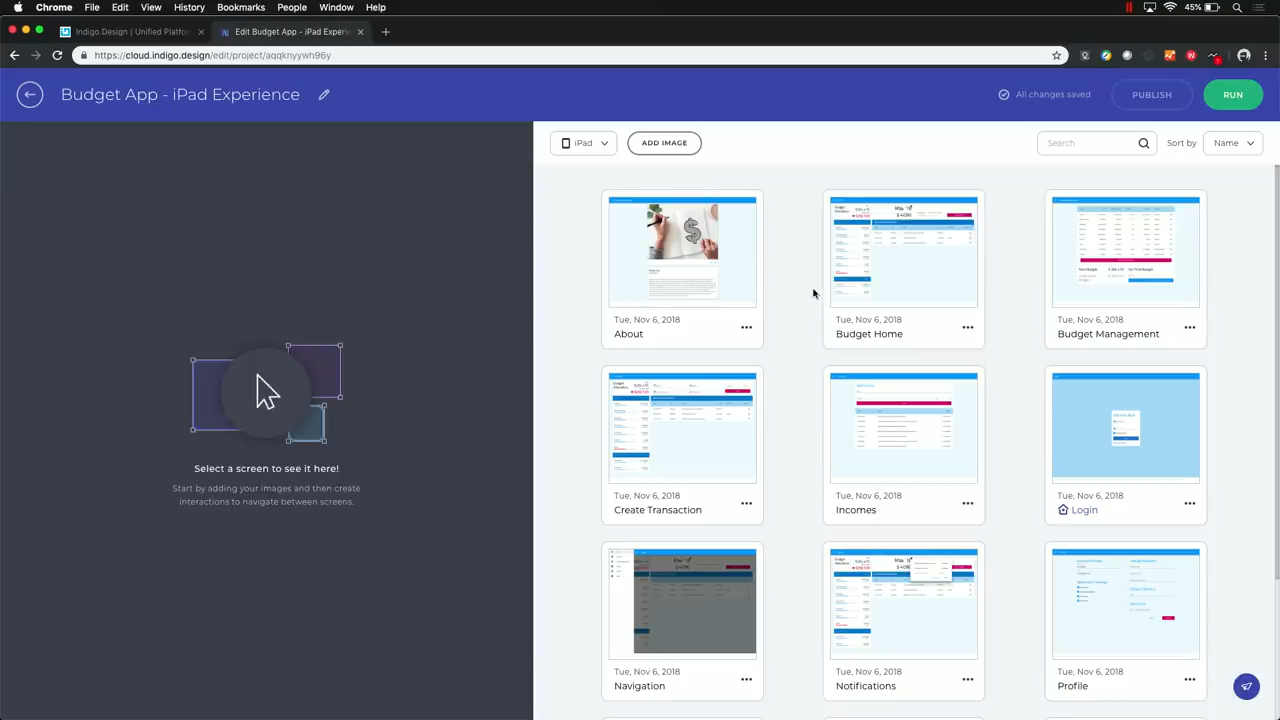 Chrome File Edit View History Bookmarks People Window Help 45%
Indigo.Design | Unified Platfo
Edit Budget App - iPad Experie
https://cloud.indigo.design/edit/project/aqqknyywh96y
Budget App - iPad Experience
All changes saved
PUBLISH
RUN
iPad
ADD IMAGE
Search
Sort by
Name
Select a screen to see it here!
Start by adding your images and then create
interactions to navigate between screens.
Tue, Nov 6, 2018
About
May
Tue, Nov 6, 2018
Budget Home
Tue, Nov 6, 2018
Budget Management
Tue, Nov 6, 2018
Create Transaction
Tue, Nov 6, 2018
Incomes
Tue, Nov 6, 2018
Login
Tue, Nov 6, 2018
Navigation
Tue, Nov 6, 2018
Notifications
Tue, Nov 6, 2018
Profile